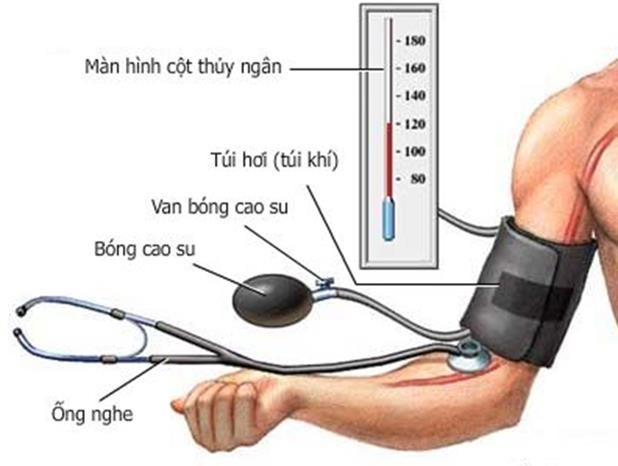 - 180
Màn hình cột thủy ngân
- 160
- 140
- 120
Túi hơi (túi khí)
- 100
- 80
Van bóng cao su
Bóng cao su
Ống nghe